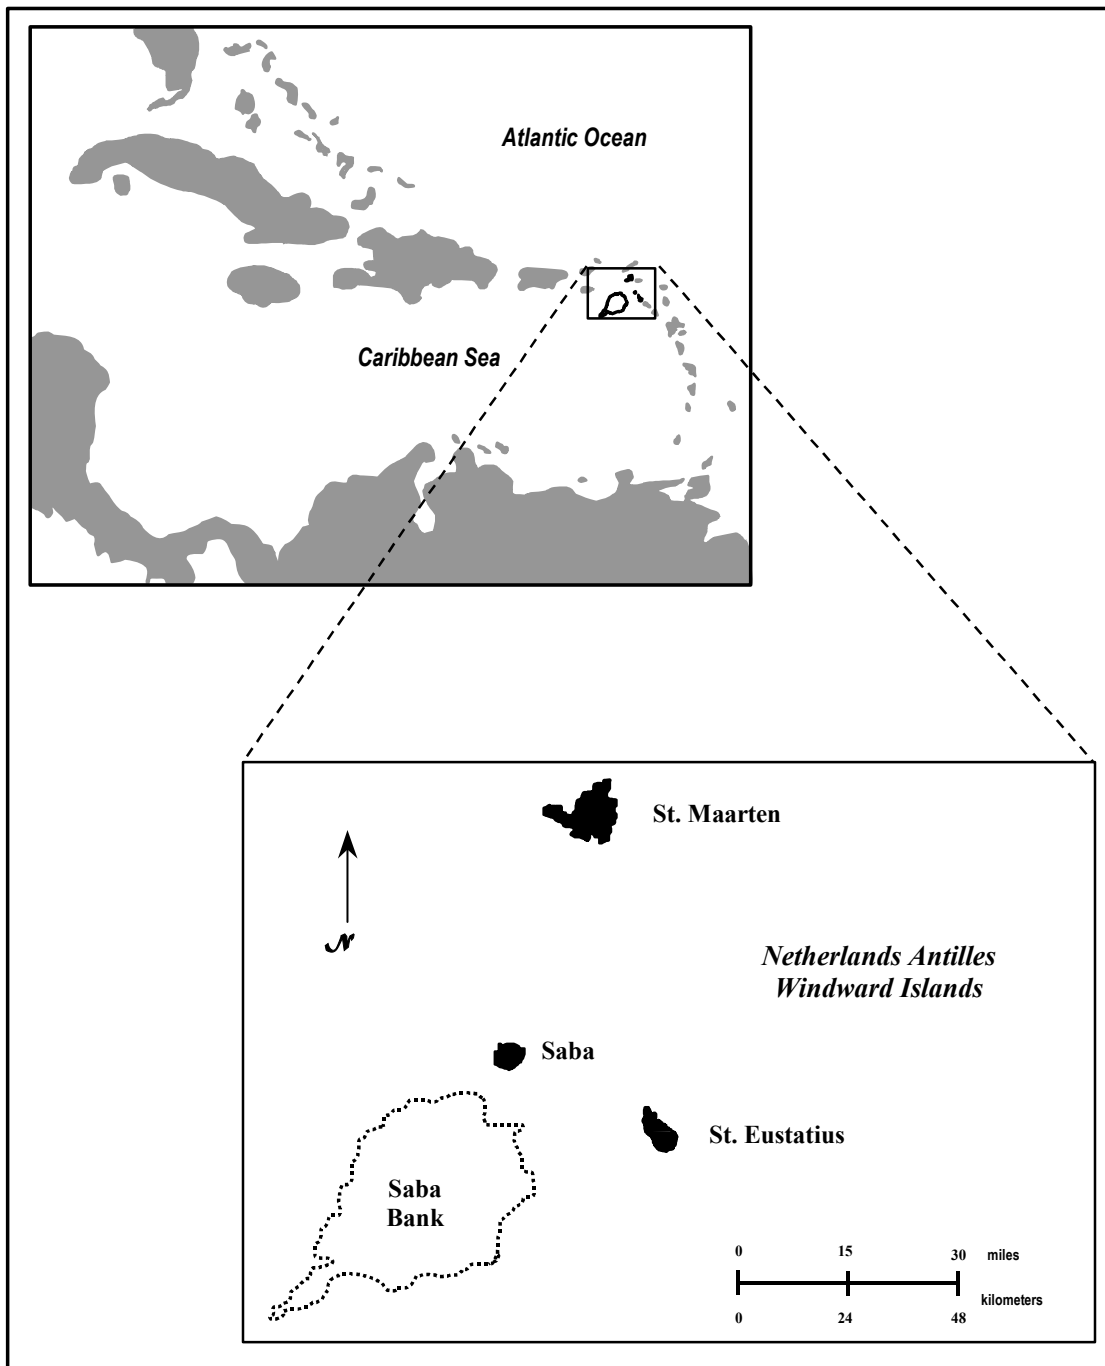 Atlantic Ocean
Caribbean Sea
St. Maarten
N
Netherlands Antilles
Windward Islands
Saba
St. Eustatius
Saba
Bank
0 15 30 miles
kilometers
0 24 48